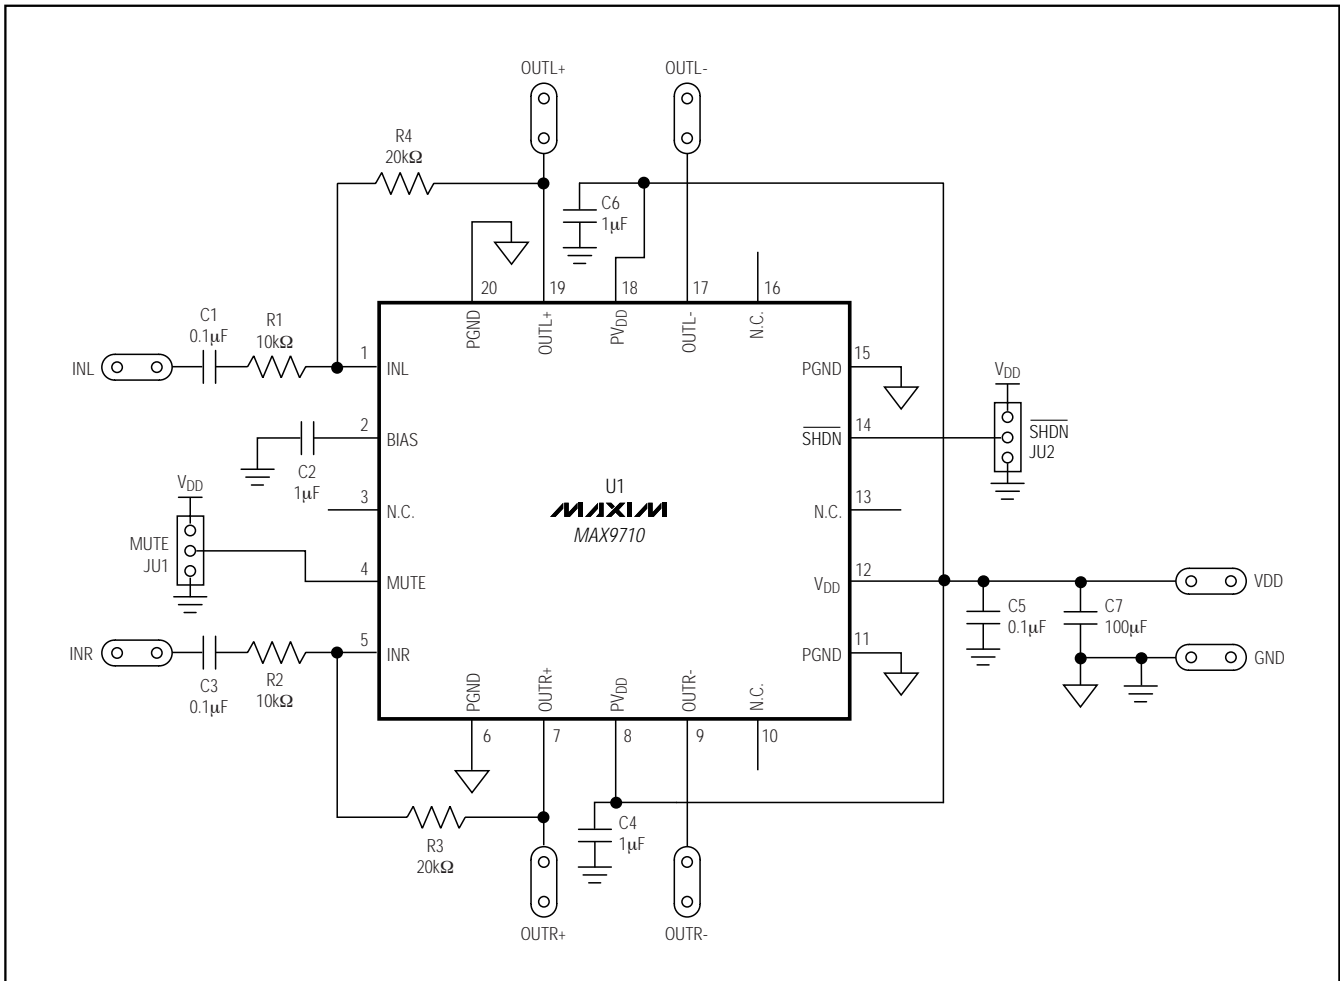 OUTL+
OUTL-
R4
20kΩ
C6
1µF
20
19
18
17
16
PGND
OUTL+
PVDD
OUTL-
N.C.
C1
0.1µF
R1
10kΩ
INL
1
INL
15
PGND
VDD
2
BIAS
14
SHDN
SHDN
JU2
C2
1µF
VDD
3
N.C.
U1
MAXIM
MAX9710
13
N.C.
MUTE
JU1
4
MUTE
12
VDD
VDD
C5
0.1µF
C7
100µF
INR
5
INR
11
PGND
GND
C3
0.1µF
R2
10kΩ
PGND
OUTR+
PVDD
OUTR-
N.C.
6
7
8
9
10
R3
20kΩ
C4
1µF
OUTR+
OUTR-